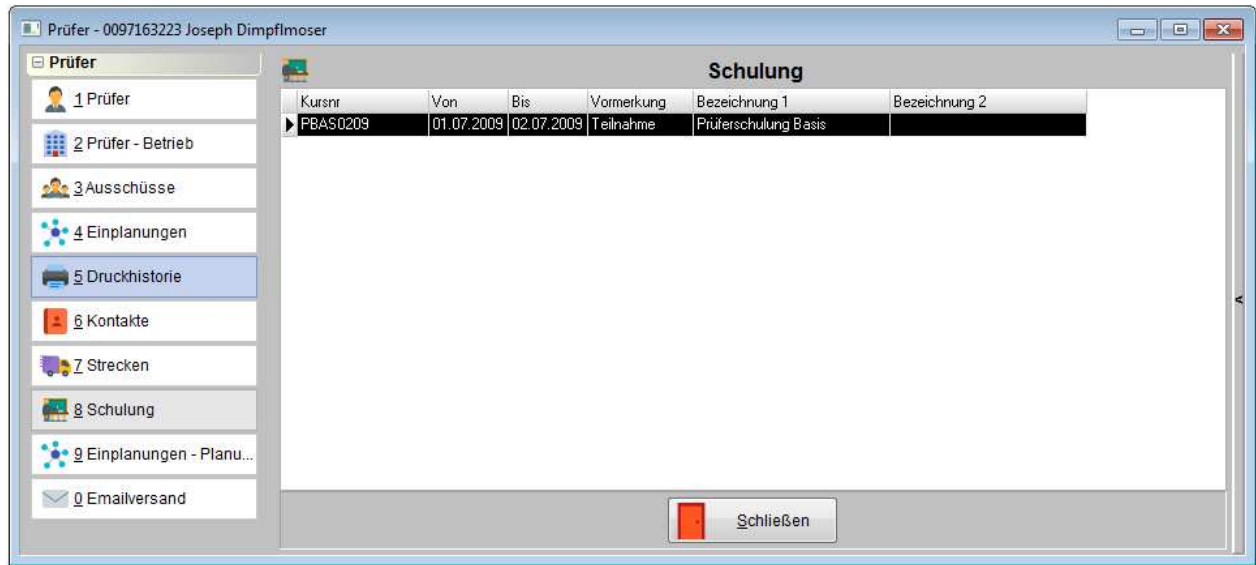 Prüfer - 0097163223 Joseph Dimpflmoser
Prüfer
1 Prüfer
2 Prüfer - Betrieb
3 Ausschüsse
4 Einplanungen
5 Druckhistorie
6 Kontakte
7 Strecken
8 Schulung
9 Einplanungen - Planu...
0 Emailversand
Schulung
Kursnr Von Bis Vormerkung Bezeichnung 1 Bezeichnung 2
PBAS0209 01.07.2009 02.07.2009 Teilnahme Prüferschulung Basis
<
Schließen